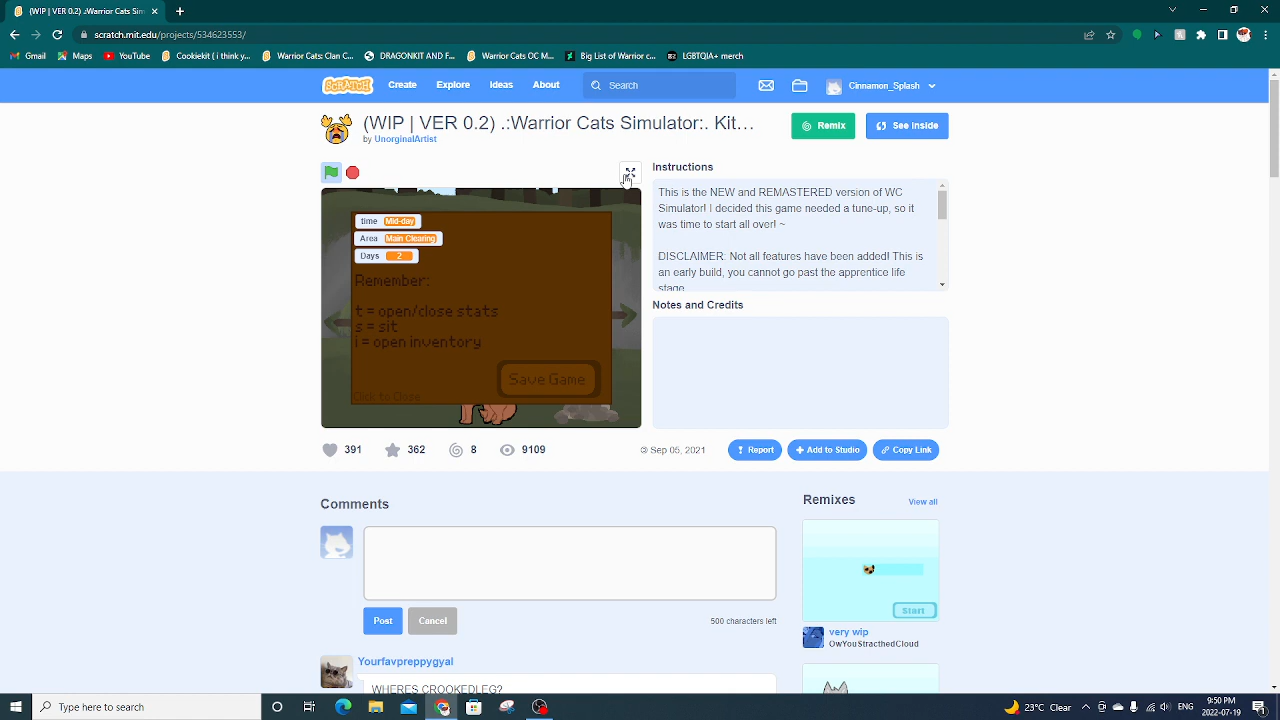 (WIP | VER 0.2) .:Warrior Cats Sim
scratch.mit.edu/projects/534623553/
Gmail
Maps
YouTube
Cookiekit ( i think y...
Warrior Cats Clan C...
DRAGONKIT AND F...
Warrior Cats OC M...
Big List of Warrior c...
LGBTQIA+ merch
SCRATCH
Create
Explore
Ideas
About
Search
Cinnamon_Splash
(WIP | VER 0.2) .:Warrior Cats Simulator:. Kit...
by UnorginalArtist
Remix
See inside
Instructions
This is the NEW and REMASTERED version of WC
Simulator! I decided this game needed a tune-up, so it
was time to start all over! ~
DISCLAIMER: Not all features have been added! This is
an early build, you cannot go past the apprentice life
stage
time Mid-day
Area Main Clearing
Days 2
Remember:
t = open/close stats
s = sit
i = open inventory
Save Game
Click to Close
Notes and Credits
391
362
8
9109
© Sep 05, 2021
Report
Add to Studio
Copy Link
Comments
Post
Cancel
500 characters left
Yourfavpreppygyal
WHERES CROOKEDLEG?
Remixes
View all
Start
very wip
OwYouStracthedCloud
Type here to search
23°C Clear
9:50 PM
2022-07-19